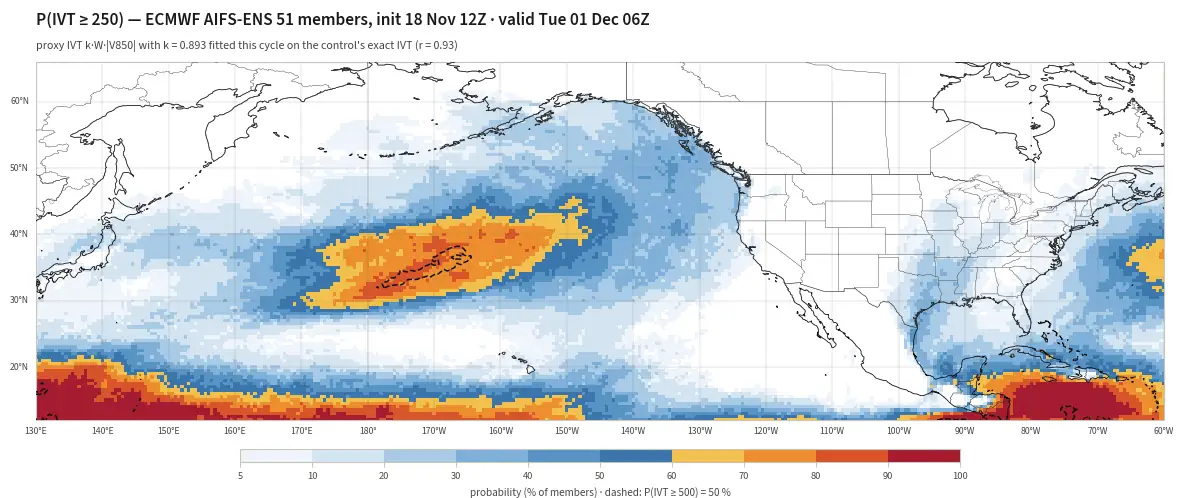 P(IVT ≥ 250) — ECMWF AIFS-ENS 51 members, init 18 Nov 12Z · valid Tue 01 Dec 06Z
proxy IVT k·W·|V850| with k = 0.893 fitted this cycle on the control's exact IVT (r = 0.93)
60°N
50°N
40°N
30°N
20°N
130°E 140°E 150°E 160°E 170°E 180° 170°W 160°W 150°W 140°W 130°W 120°W 110°W 100°W 90°W 80°W 70°W 60°W
5 10 20 30 40 50 60 70 80 90 100
probability (% of members) · dashed: P(IVT ≥ 500) = 50 %